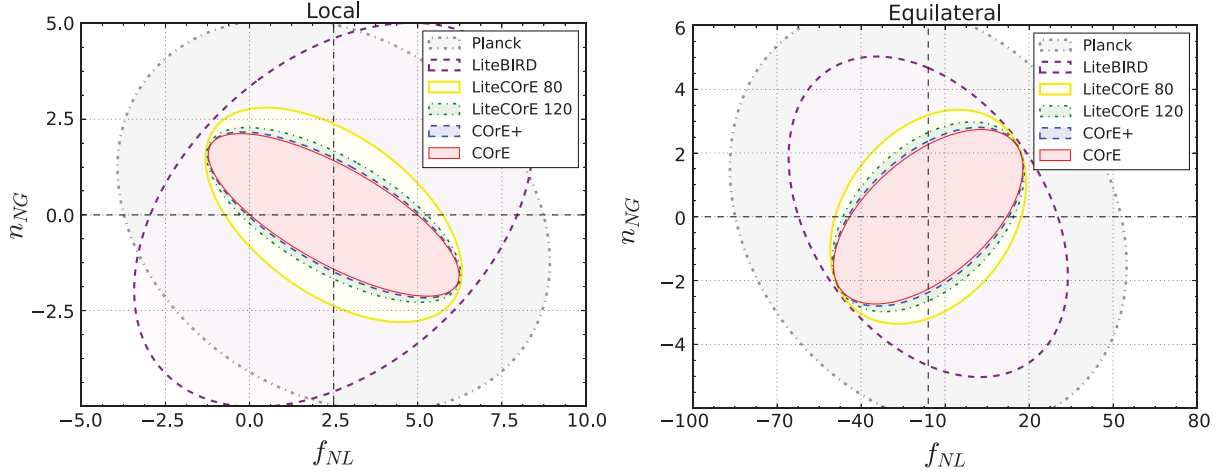 Local
Planck
LiteBIRD
LiteCOrE 80
LiteCOrE 120
COrE+
COrE
5.0
2.5
0.0
−2.5
n_NG
−5.0
−2.5
0.0
2.5
5.0
7.5
10.0
f_NL
Equilateral
Planck
LiteBIRD
LiteCOrE 80
LiteCOrE 120
COrE+
COrE
6
4
2
0
−2
−4
n_NG
−100
−70
−40
−10
20
50
80
f_NL